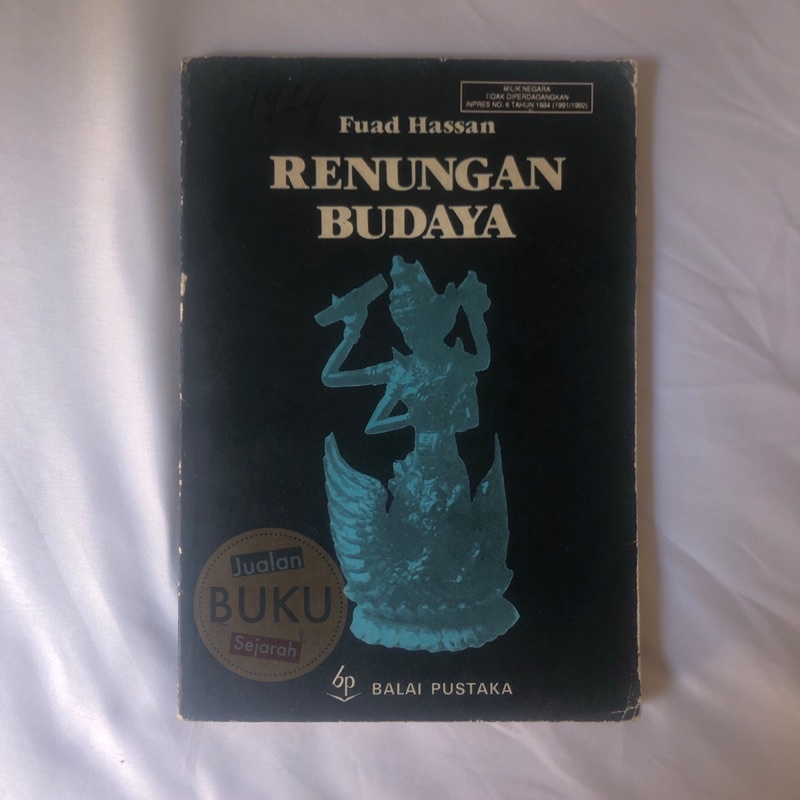 MILIK NEGARA
TIDAK DIPERDAGANGKAN
INPRES NO. 6 TAHUN 1984 (1991/1992)
Fuad Hassan
RENUNGAN
BUDAYA
Jualan
BUKU
Sejarah
bp BALAI PUSTAKA